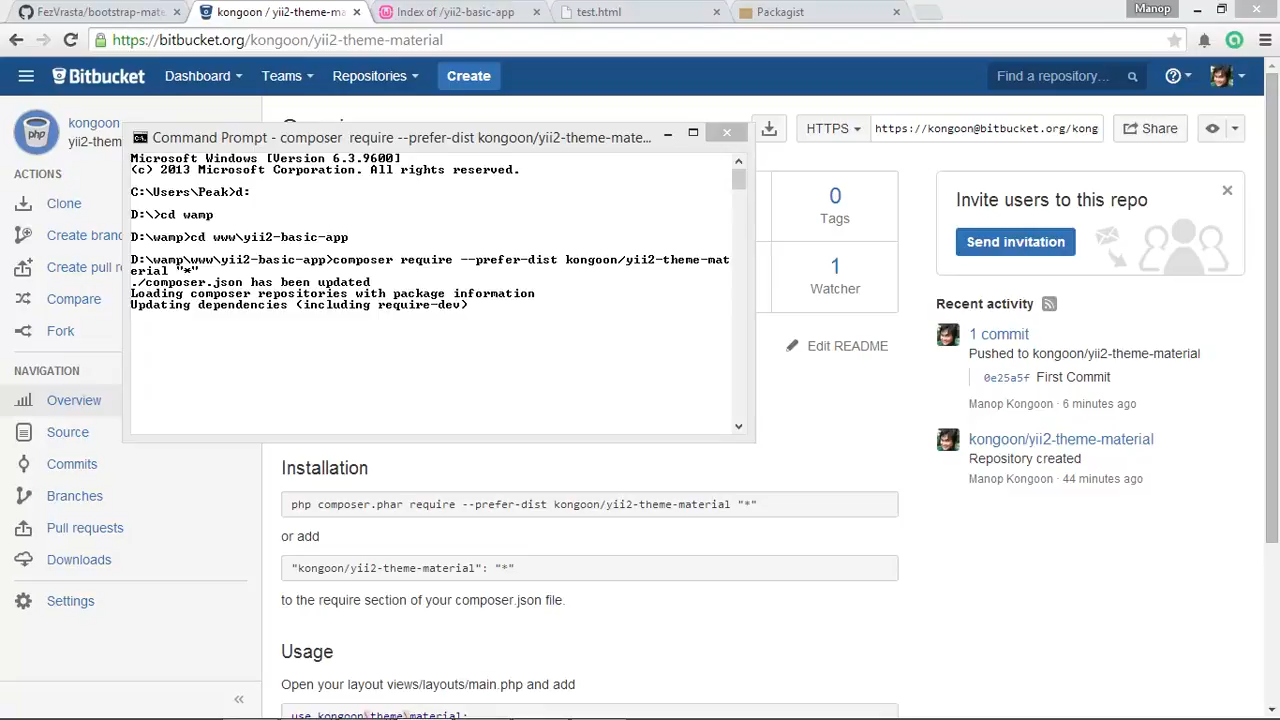 FezVrasta/bootstrap-mate
kongoon / yii2-theme-ma
Index of /yii2-basic-app
test.html
Packagist
Manop
https://bitbucket.org/kongoon/yii2-theme-material
Bitbucket
Dashboard
Teams
Repositories
Create
Find a repository...
php
kongoon
yii2-them
ACTIONS
Clone
Create branc
Create pull re
Compare
Fork
NAVIGATION
Overview
Source
Commits
Branches
Pull requests
Downloads
Settings
HTTPS
https://kongoon@bitbucket.org/kong
Share
Command Prompt - composer  require --prefer-dist kongoon/yii2-theme-mate...
Microsoft Windows [Version 6.3.9600]
(c) 2013 Microsoft Corporation. All rights reserved.
C:\Users\Peak>d:
D:\>cd wamp
D:\wamp>cd www\yii2-basic-app
D:\wamp\www\yii2-basic-app>composer require --prefer-dist kongoon/yii2-theme-mat
erial "*"
./composer.json has been updated
Loading composer repositories with package information
Updating dependencies (including require-dev)
0
Tags
1
Watcher
Edit README
Installation
php composer.phar require --prefer-dist kongoon/yii2-theme-material "*"
or add
"kongoon/yii2-theme-material": "*"
to the require section of your composer.json file.
Usage
Open your layout views/layouts/main.php and add
use kongoon\theme\material;
Invite users to this repo
Send invitation
Recent activity
1 commit
Pushed to kongoon/yii2-theme-material
0e25a5f First Commit
Manop Kongoon · 6 minutes ago
kongoon/yii2-theme-material
Repository created
Manop Kongoon · 44 minutes ago